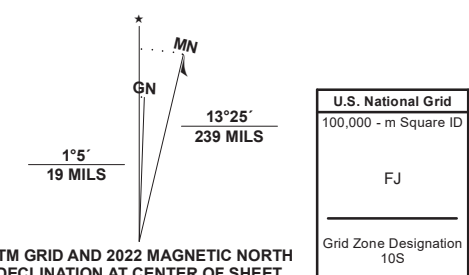 ★
MN
GN
13°25´
239 MILS
1°5´
19 MILS
TM GRID AND 2022 MAGNETIC NORTH
DECLINATION AT CENTER OF SHEET
U.S. National Grid
100,000 - m Square ID
FJ
Grid Zone Designation
10S